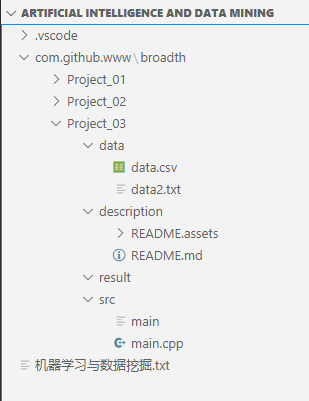 ARTIFICIAL INTELLIGENCE AND DATA MINING
.vscode
com.github.www\broadth
Project_01
Project_02
Project_03
data
data.csv
data2.txt
description
README.assets
README.md
result
src
main
main.cpp
机器学习与数据挖掘.txt